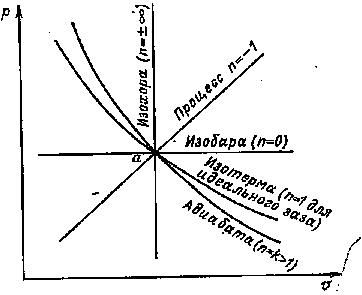 p
Изохора (n=±∞)
Процесс n=−1
Изобара (n=0)
a
Изотерма (n=1 для
идеального газа)
Адиабата (n=k>1)
v